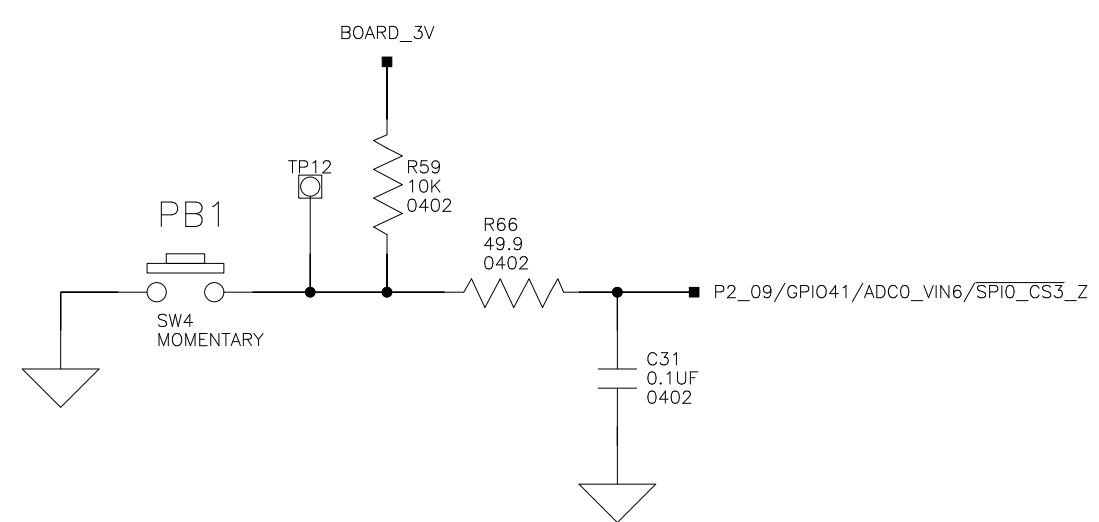 BOARD_3V
TP12
R59
10K
0402
PB1
R66
49.9
0402
P2_09/GPIO41/ADC0_VIN6/SPI0_CS3_Z
SW4
MOMENTARY
C31
0.1UF
0402